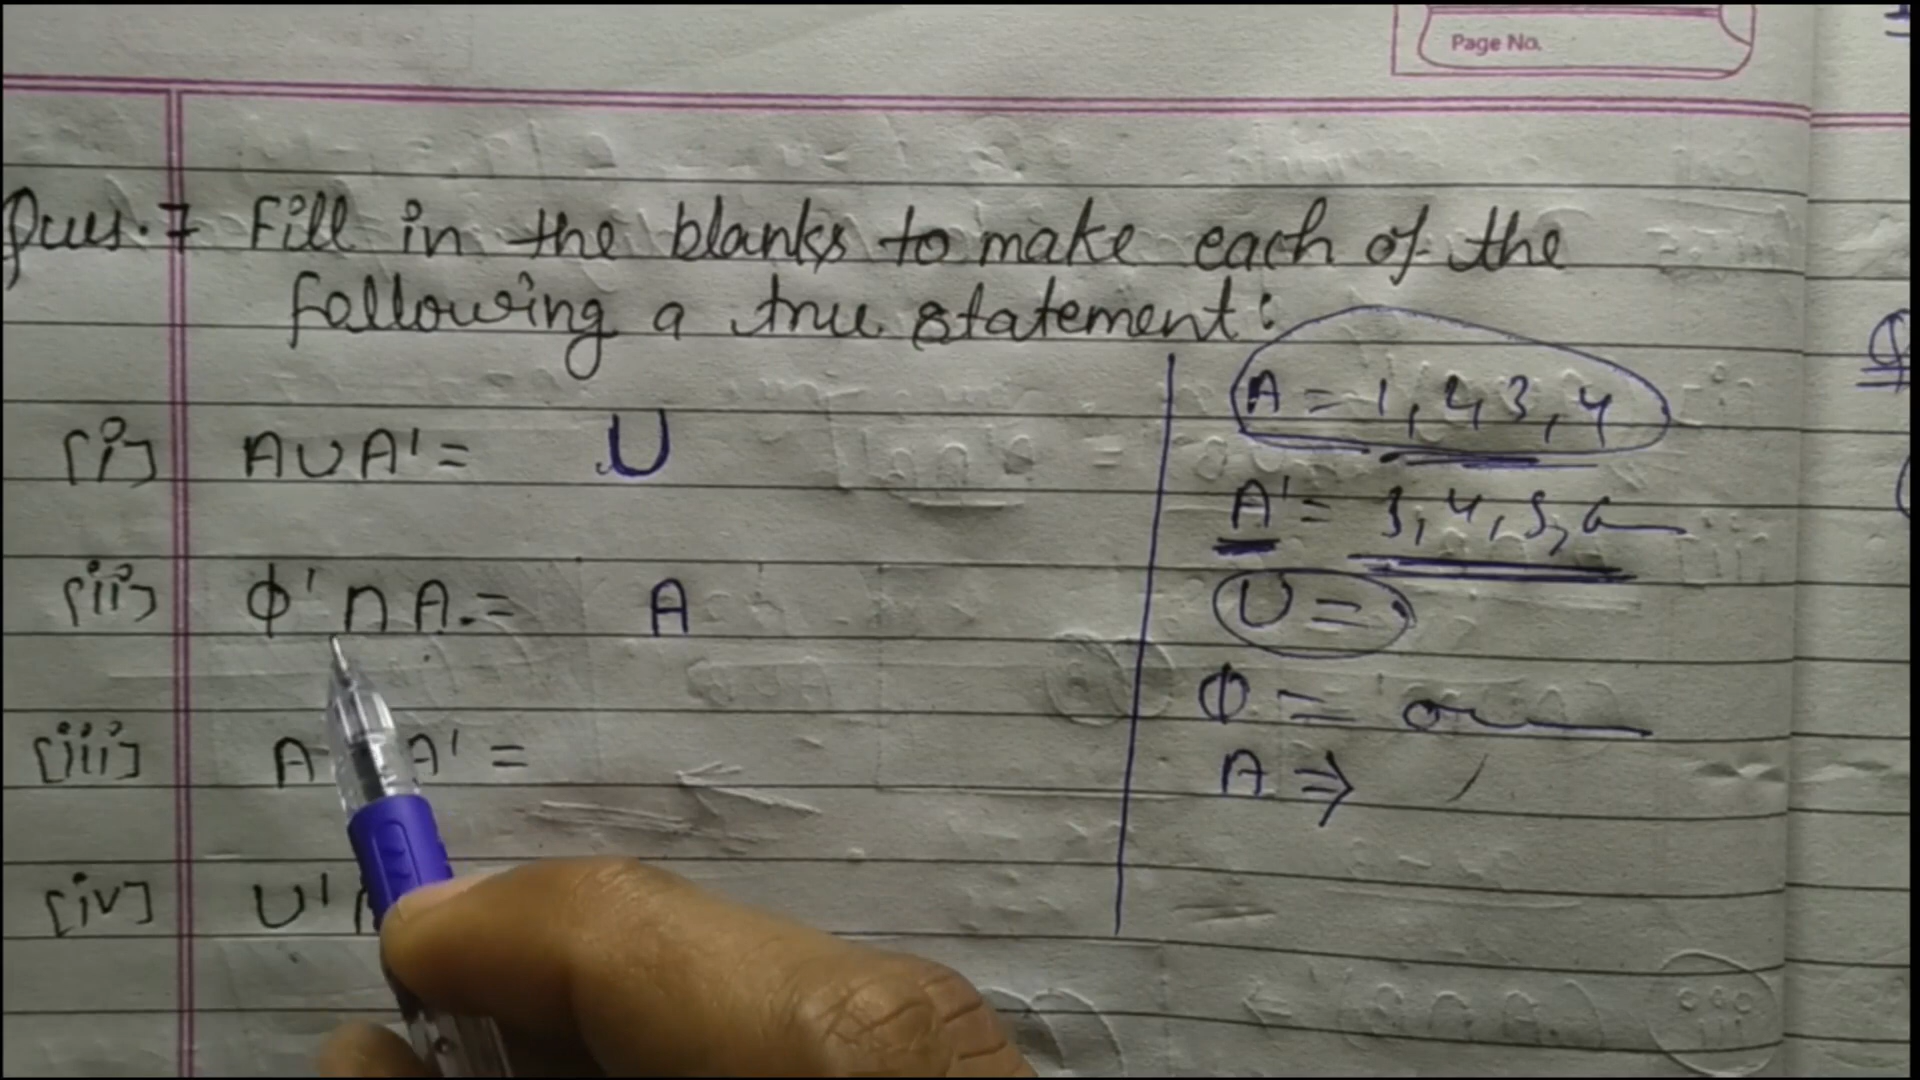 Page No.
Ques. 7 Fill in the blanks to make each of the
following a true statement:
[i] A∪A' = U
[ii] Φ'∩A = A
[iii] A A' =
[iv] U'
A = 1, 2, 3, 4
A' = 3, 4, 5, 6
U =
Φ =
A ⇒